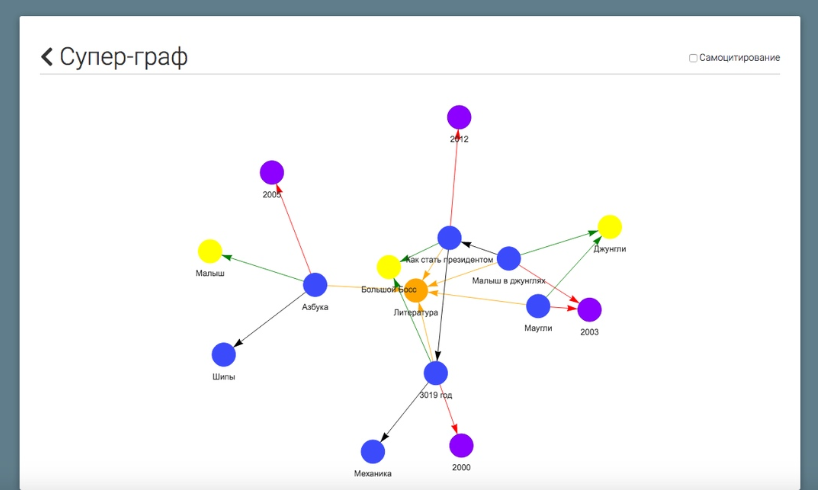 Супер-граф
Самоцитирование
2012
2005
Джунгли
Как стать президентом
Малыш
Малыш в джунглях
Большой Босс
Азбука
Литература
Маугли
2003
Шипы
3019 год
2000
Механика